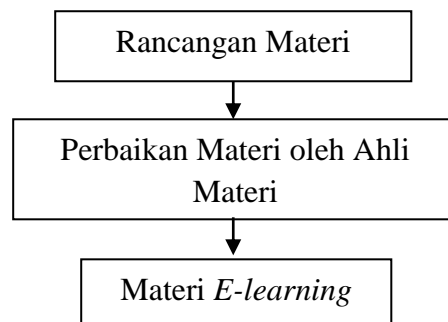 Rancangan Materi
Perbaikan Materi oleh Ahli
Materi
Materi E-learning